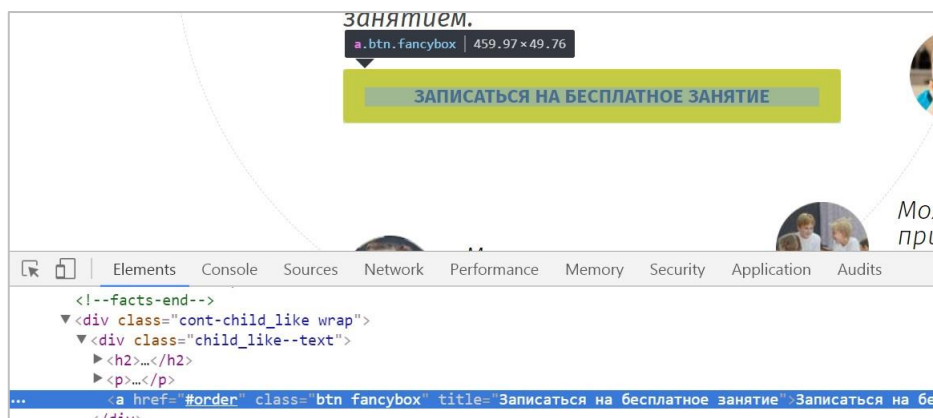 занятием.
a.btn.fancybox | 459.97×49.76
ЗАПИСАТЬСЯ НА БЕСПЛАТНОЕ ЗАНЯТИЕ
Elements Console Sources Network Performance Memory Security Application Audits
<!--facts-end-->
▼<div class="cont-child_like wrap">
▼<div class="child_like--text">
▶<h2>…</h2>
▶<p>…</p>
... <a href="#order" class="btn fancybox" title="Записаться на бесплатное занятие">Записаться на бе